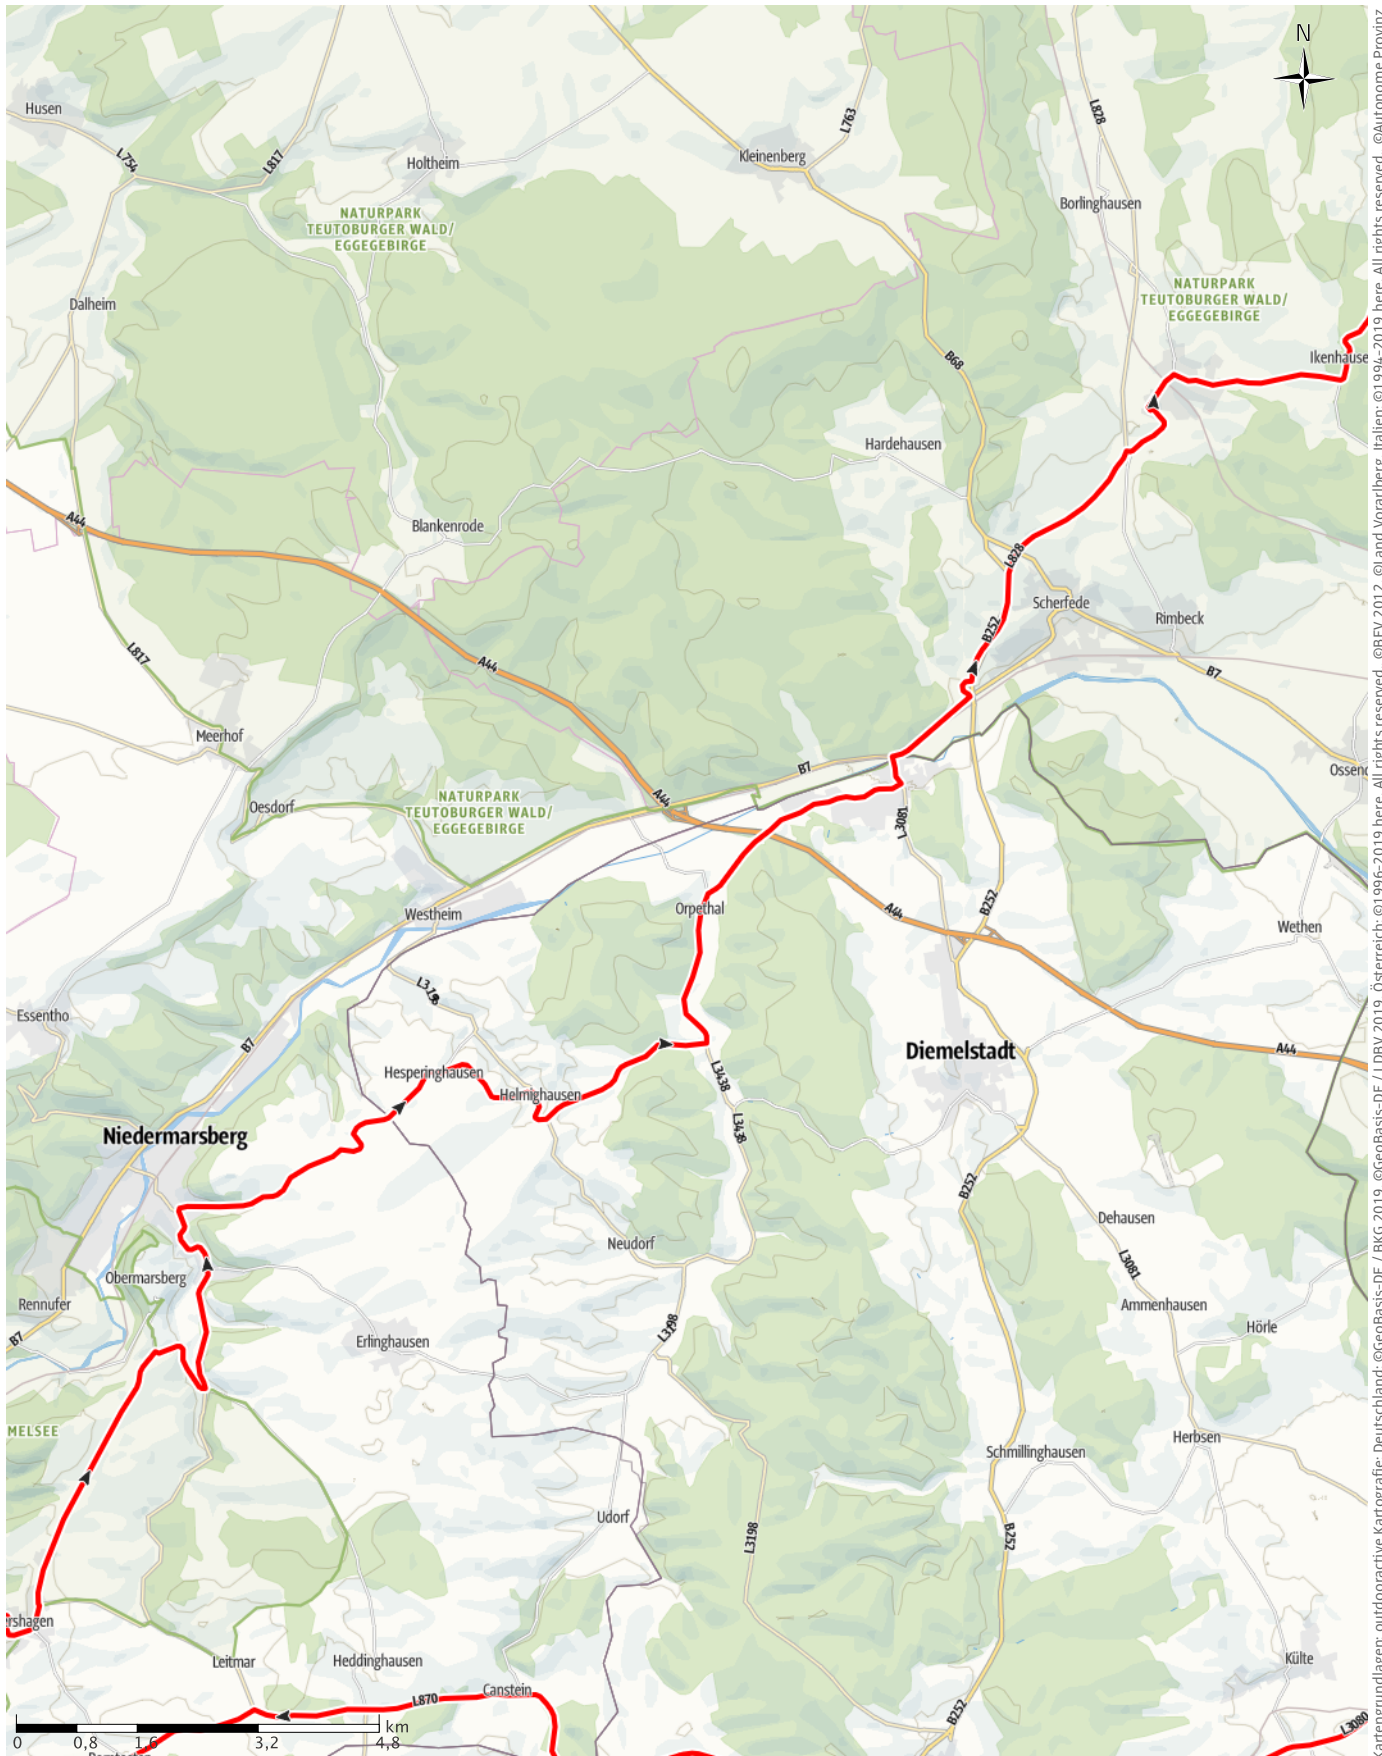 N
L828
Husen
L763
L754
L817
Holtheim
Kleinenberg
Borlinghausen
NATURPARK
TEUTOBURGER WALD/
EGGEGEBIRGE
NATURPARK
TEUTOBURGER WALD/
EGGEGEBIRGE
Dalheim
B68
Ikenhause
Hardehausen
A44
Blankenrode
L828
Scherfede
Rimbeck
B252
L817
A44
B7
Meerhof
B7
Ossend
NATURPARK
TEUTOBURGER WALD/
EGGEGEBIRGE
A44
Oesdorf
L3081
B252
Westheim
Orpethal
A44
Wethen
Essentho
B7
Diemelstadt
A44
Hesperinghausen
L3438
Helmighausen
L3438
Niedermarsberg
B252
Dehausen
Neudorf
L3081
Obermarsberg
Rennufer
Ammenhausen
L3198
Hörle
B7
Erlinghausen
MELSEE
Herbsen
Schmillinghausen
Udorf
L3198
B252
ershagen
Leitmar
Heddinghausen
Külte
Canstein
L870
B252
L3080
km
0
0,8
1,6
3,2
4,8